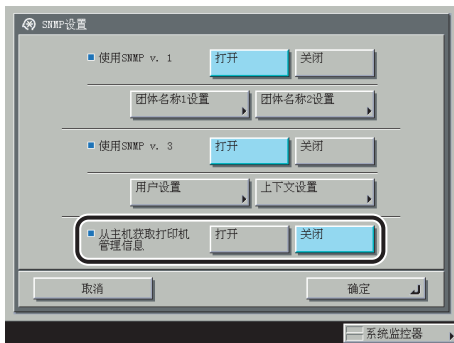 SNMP设置
使用SNMP v. 1 打开 关闭
团体名称1设置 团体名称2设置
使用SNMP v. 3 打开 关闭
用户设置 上下文设置
从主机获取打印机 打开 关闭
管理信息
取消 确定
系统监控器